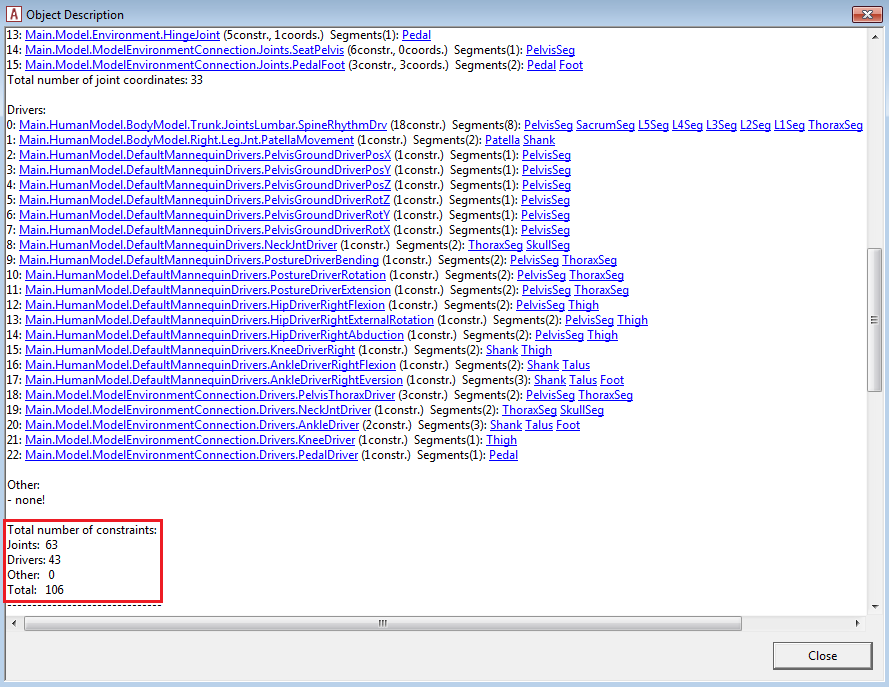 A Object Description
13: Main.Model.Environment.HingeJoint (5constr., 1coords.)  Segments(1): Pedal
14: Main.Model.ModelEnvironmentConnection.Joints.SeatPelvis (6constr., 0coords.)  Segments(1): PelvisSeg
15: Main.Model.ModelEnvironmentConnection.Joints.PedalFoot (3constr., 3coords.)  Segments(2): Pedal Foot
Total number of joint coordinates: 33
Drivers:
0: Main.HumanModel.BodyModel.Trunk.JointsLumbar.SpineRhythmDrv (18constr.)  Segments(8): PelvisSeg SacrumSeg L5Seg L4Seg L3Seg L2Seg L1Seg ThoraxSeg
1: Main.HumanModel.BodyModel.Right.Leg.Jnt.PatellaMovement (1constr.)  Segments(2): Patella Shank
2: Main.HumanModel.DefaultMannequinDrivers.PelvisGroundDriverPosX (1constr.)  Segments(1): PelvisSeg
3: Main.HumanModel.DefaultMannequinDrivers.PelvisGroundDriverPosY (1constr.)  Segments(1): PelvisSeg
4: Main.HumanModel.DefaultMannequinDrivers.PelvisGroundDriverPosZ (1constr.)  Segments(1): PelvisSeg
5: Main.HumanModel.DefaultMannequinDrivers.PelvisGroundDriverRotZ (1constr.)  Segments(1): PelvisSeg
6: Main.HumanModel.DefaultMannequinDrivers.PelvisGroundDriverRotY (1constr.)  Segments(1): PelvisSeg
7: Main.HumanModel.DefaultMannequinDrivers.PelvisGroundDriverRotX (1constr.)  Segments(1): PelvisSeg
8: Main.HumanModel.DefaultMannequinDrivers.NeckJntDriver (1constr.)  Segments(2): ThoraxSeg SkullSeg
9: Main.HumanModel.DefaultMannequinDrivers.PostureDriverBending (1constr.)  Segments(2): PelvisSeg ThoraxSeg
10: Main.HumanModel.DefaultMannequinDrivers.PostureDriverRotation (1constr.)  Segments(2): PelvisSeg ThoraxSeg
11: Main.HumanModel.DefaultMannequinDrivers.PostureDriverExtension (1constr.)  Segments(2): PelvisSeg ThoraxSeg
12: Main.HumanModel.DefaultMannequinDrivers.HipDriverRightFlexion (1constr.)  Segments(2): PelvisSeg Thigh
13: Main.HumanModel.DefaultMannequinDrivers.HipDriverRightExternalRotation (1constr.)  Segments(2): PelvisSeg Thigh
14: Main.HumanModel.DefaultMannequinDrivers.HipDriverRightAbduction (1constr.)  Segments(2): PelvisSeg Thigh
15: Main.HumanModel.DefaultMannequinDrivers.KneeDriverRight (1constr.)  Segments(2): Shank Thigh
16: Main.HumanModel.DefaultMannequinDrivers.AnkleDriverRightFlexion (1constr.)  Segments(2): Shank Talus
17: Main.HumanModel.DefaultMannequinDrivers.AnkleDriverRightEversion (1constr.)  Segments(3): Shank Talus Foot
18: Main.Model.ModelEnvironmentConnection.Drivers.PelvisThoraxDriver (3constr.)  Segments(2): PelvisSeg ThoraxSeg
19: Main.Model.ModelEnvironmentConnection.Drivers.NeckJntDriver (1constr.)  Segments(2): ThoraxSeg SkullSeg
20: Main.Model.ModelEnvironmentConnection.Drivers.AnkleDriver (2constr.)  Segments(3): Shank Talus Foot
21: Main.Model.ModelEnvironmentConnection.Drivers.KneeDriver (1constr.)  Segments(1): Thigh
22: Main.Model.ModelEnvironmentConnection.Drivers.PedalDriver (1constr.)  Segments(1): Pedal
Other:
- none!
Total number of constraints:
Joints:  63
Drivers: 43
Other:   0
Total:   106
-----------------------------
Close